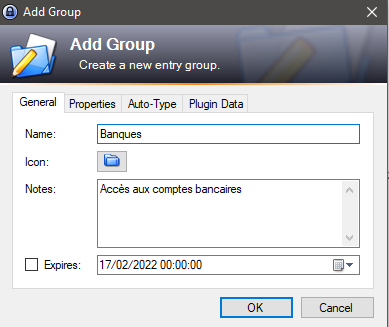 Add Group
Add Group
Create a new entry group.
General Properties Auto-Type Plugin Data
Name: Banques
Icon:
Notes: Accès aux comptes bancaires
Expires: 17/02/2022 00:00:00
OK Cancel